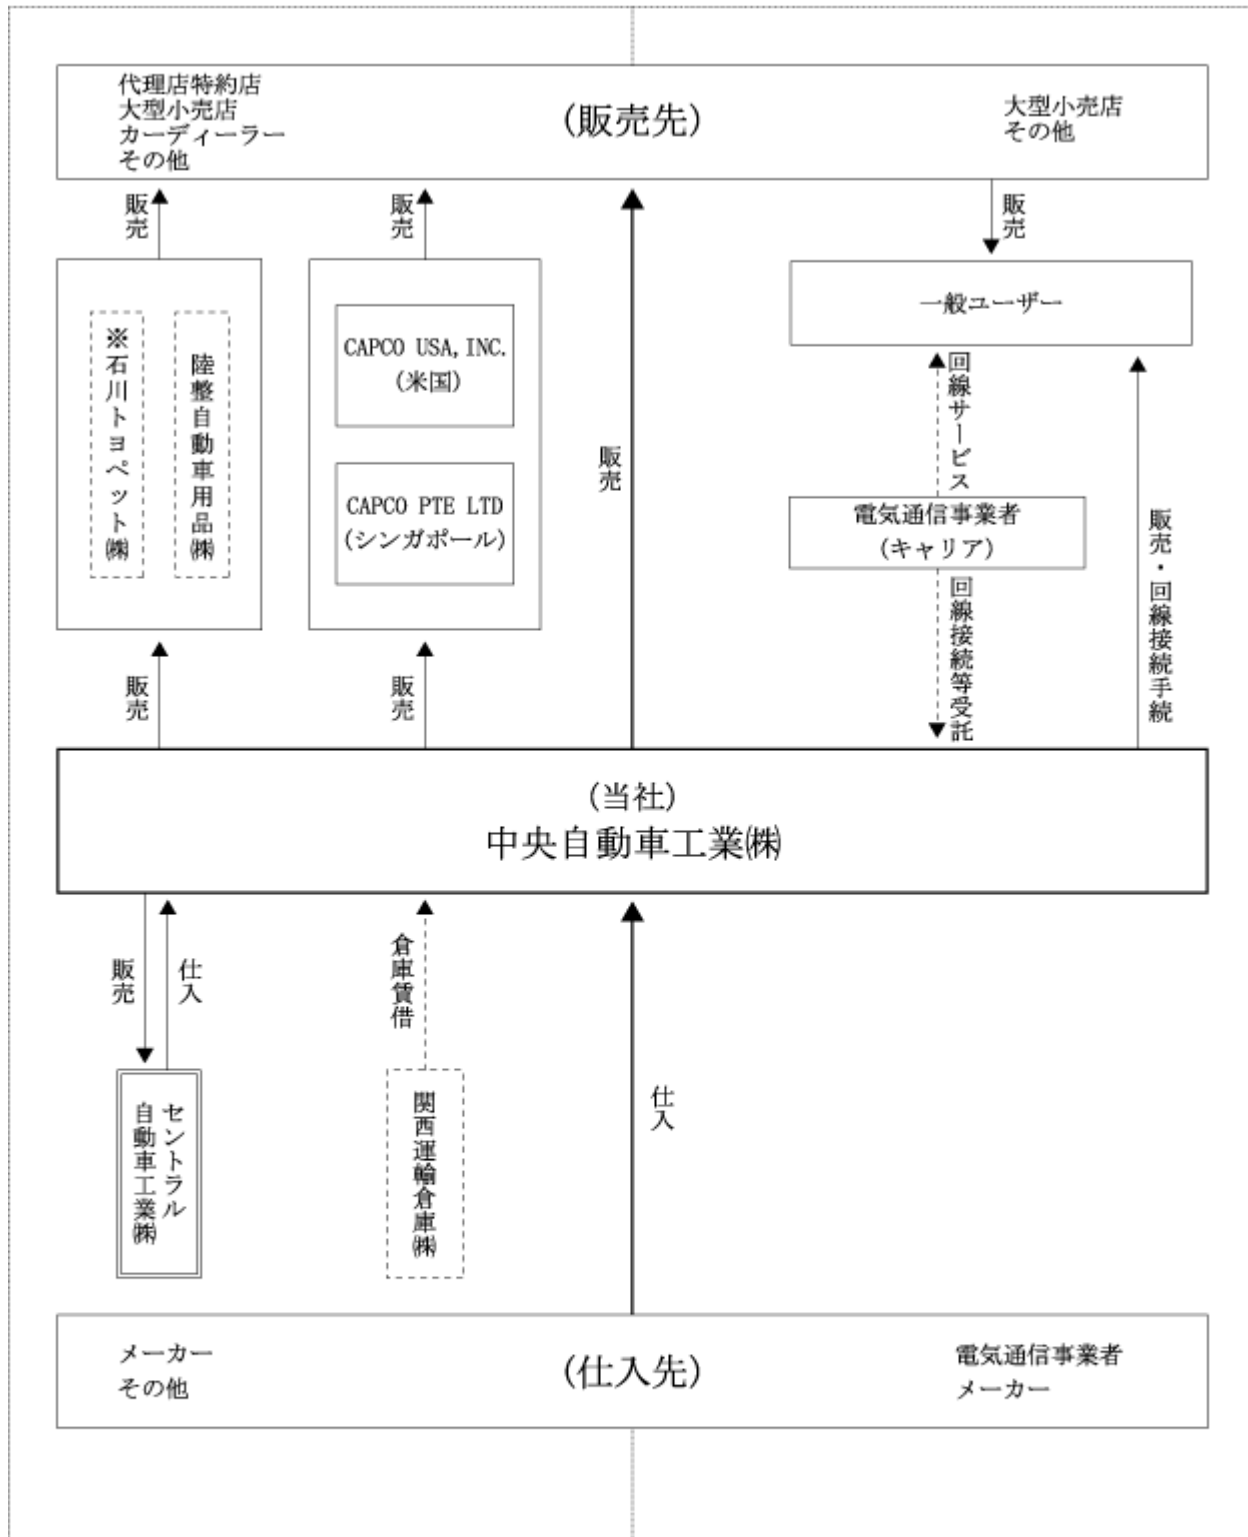 代理店特約店
大型小売店
カーディーラー
その他
(販売先)
大型小売店
その他
販売
販売
販売
一般ユーザー
※石川トヨペット㈱
陸整自動車用品㈱
CAPCO USA, INC.
(米国)
CAPCO PTE LTD
(シンガポール)
販売
回線サービス
電気通信事業者
(キャリア)
販売・回線接続手続
回線接続等受託
販売
販売
(当社)
中央自動車工業㈱
販売
仕入
倉庫賃借
仕入
セントラル
自動車工業㈱
関西運輸倉庫㈱
メーカー
その他
(仕入先)
電気通信事業者
メーカー